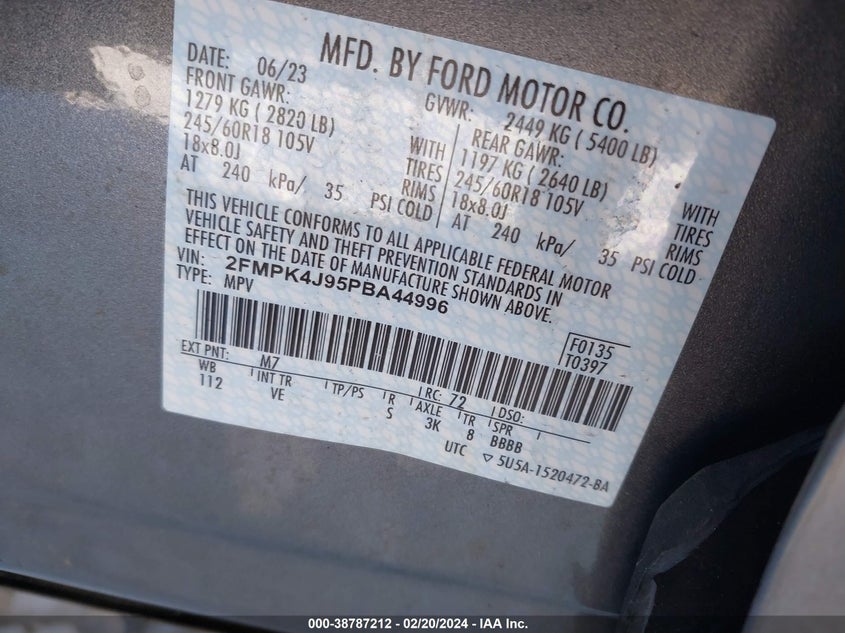 MFD. BY FORD MOTOR CO.
DATE: 06/23 GVWR: 2449 KG ( 5400 LB)
FRONT GAWR: REAR GAWR:
1279 KG ( 2820 LB) WITH 1197 KG ( 2640 LB) WITH
245/60R18 105V TIRES 245/60R18 105V TIRES
18x8.0J RIMS 18x8.0J RIMS
AT 240 kPa/ 35 PSI COLD AT 240 kPa/ 35 PSI COLD
THIS VEHICLE CONFORMS TO ALL APPLICABLE FEDERAL MOTOR
VEHICLE SAFETY AND THEFT PREVENTION STANDARDS IN
EFFECT ON THE DATE OF MANUFACTURE SHOWN ABOVE.
VIN: 2FMPK4J95PBA44996
TYPE: MPV
F0135
T0397
EXT PNT: M7 RC: 72 DSO:
WB INT TR TP/PS R AXLE TR SPR
112 VE S 3K 8 BBBB
UTC ▽ 5U5A-1520472-BA
000-38787212 - 02/20/2024 - IAA Inc.